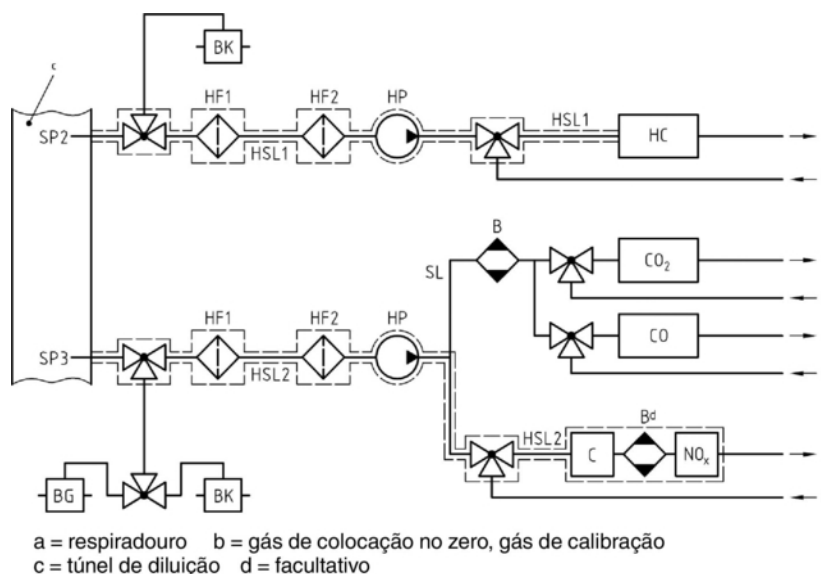 c
BK
HF1 HF2 HP
SP2
HSL1
HSL1
HC
B
SL
CO₂
HF1 HF2 HP
CO
SP3
HSL2
HSL2
Bᵈ
C
NOₓ
BG
BK
a = respiradouro b = gás de colocação no zero, gás de calibração
c = túnel de diluição d = facultativo